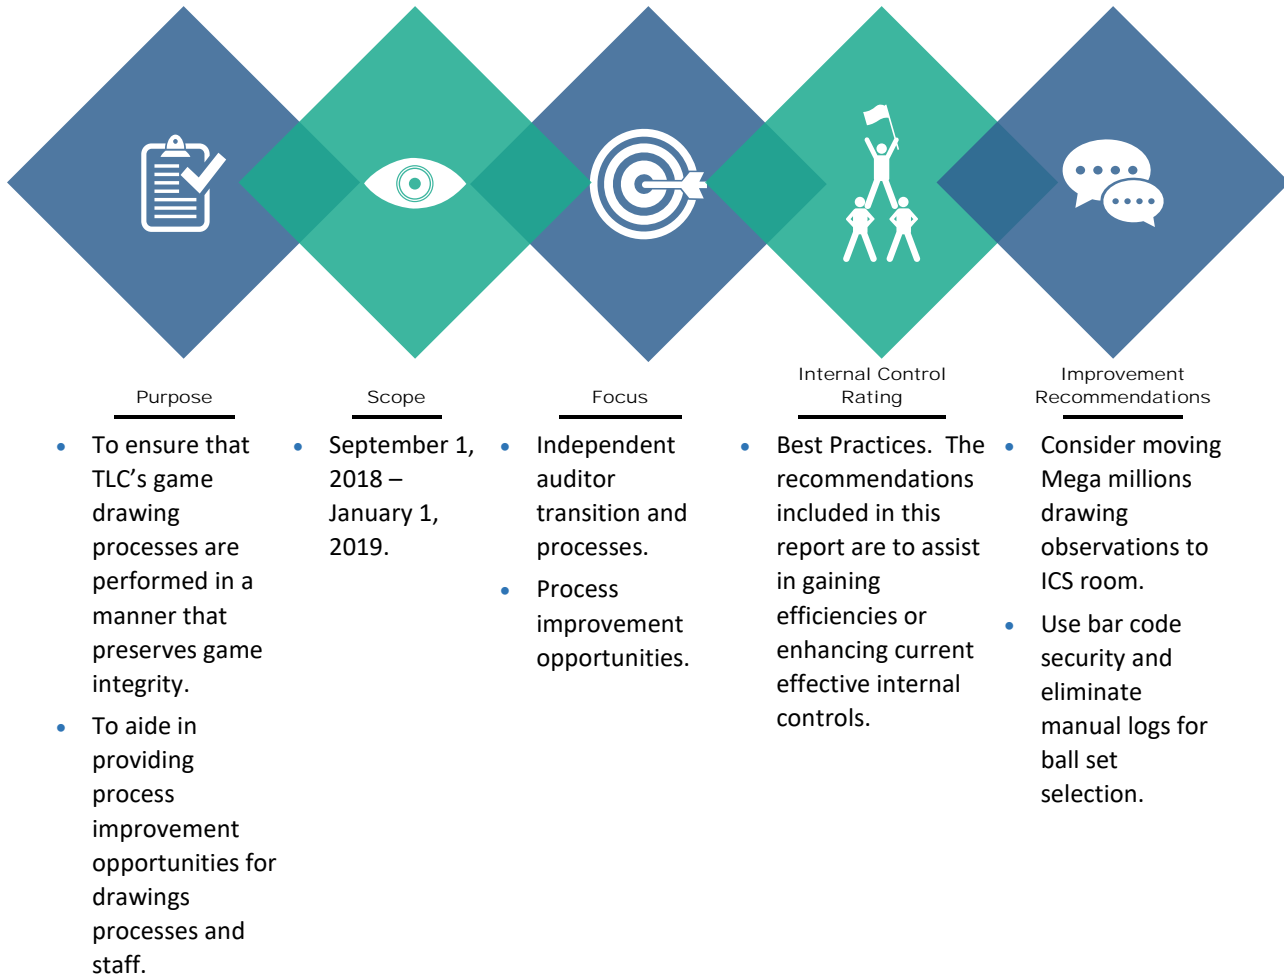 Purpose
• To ensure that
TLC’s game
drawing
processes are
performed in a
manner that
preserves game
integrity.
• To aide in
providing
process
improvement
opportunities for
drawings
processes and
staff.
Scope
• September 1,
2018 –
January 1,
2019.
Focus
• Independent
auditor
transition and
processes.
• Process
improvement
opportunities.
Internal Control
Rating
• Best Practices.  The
recommendations
included in this
report are to assist
in gaining
efficiencies or
enhancing current
effective internal
controls.
Improvement
Recommendations
• Consider moving
Mega millions
drawing
observations to
ICS room.
• Use bar code
security and
eliminate
manual logs for
ball set
selection.